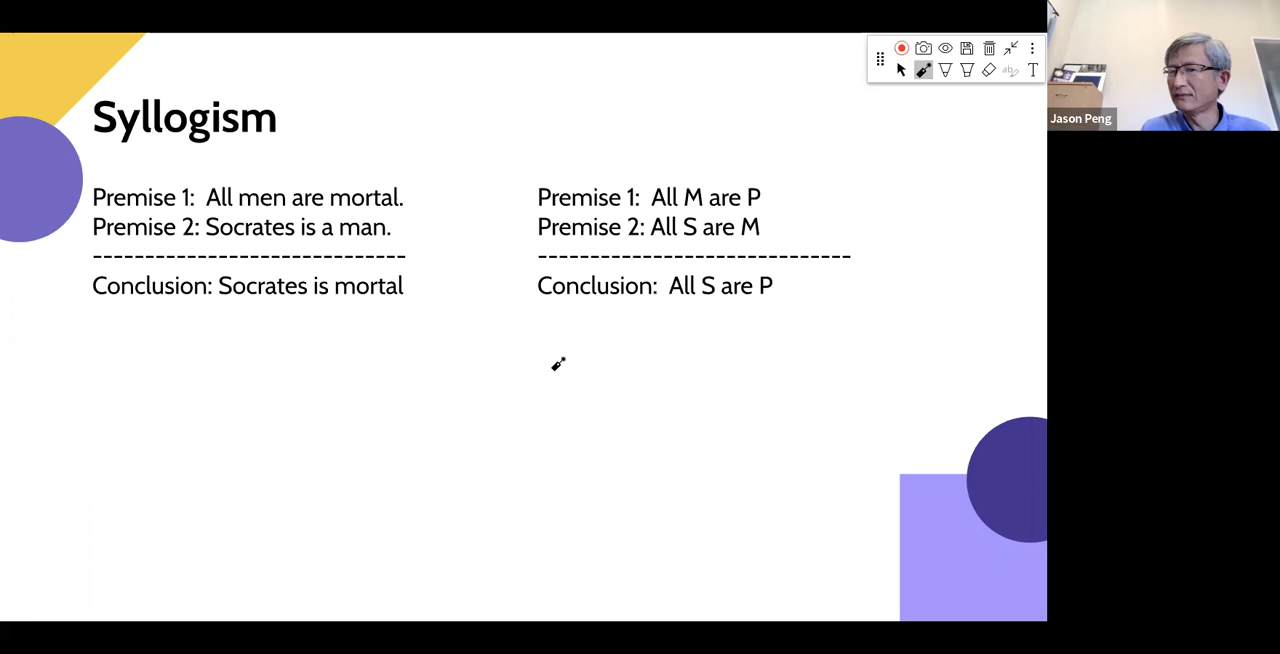 Syllogism
Premise 1:  All men are mortal.
Premise 2: Socrates is a man.
------------------------------
Conclusion: Socrates is mortal
Premise 1:  All M are P
Premise 2: All S are M
------------------------------
Conclusion:  All S are P
ab
T
Jason Peng